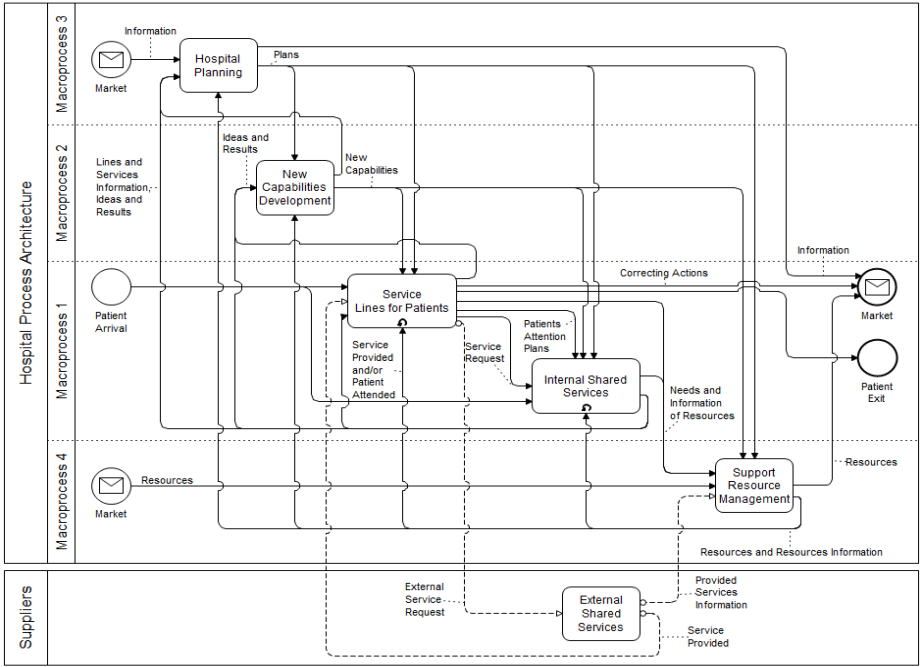 Hospital Process Architecture
Macroprocess 3
Information
Market
Hospital
Planning
Plans
Macroprocess 2
Lines and
Services
Information,
Ideas and
Results
Ideas and
Results
New
Capabilities
Development
New
Capabilities
Macroprocess 1
Patient
Arrival
Service
Lines for Patients
Correcting Actions
Information
Market
Service
Provided
and/or
Patient
Attended
Service
Request
Patients
Attention
Plans
Internal Shared
Services
Needs and
Information
of Resources
Patient
Exit
Macroprocess 4
Market
Resources
Support
Resource
Management
Resources
Resources and Resources Information
Suppliers
External
Service
Request
External
Shared
Services
Provided
Services
Information
Service
Provided